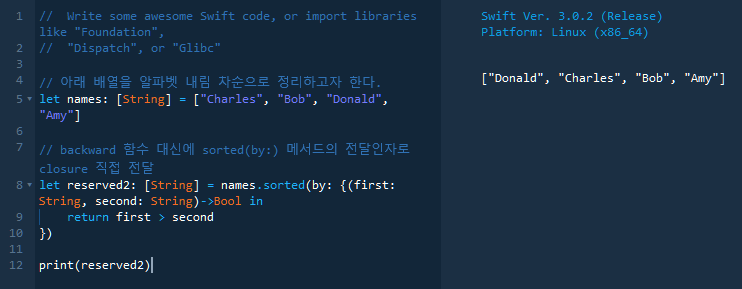 //  Write some awesome Swift code, or import libraries
like "Foundation",
//  "Dispatch", or "Glibc"
// 아래 배열을 알파벳 내림 차순으로 정리하고자 한다.
let names: [String] = ["Charles", "Bob", "Donald",
"Amy"]
// backward 함수 대신에 sorted(by:) 메서드의 전달인자로
closure 직접 전달
let reserved2: [String] = names.sorted(by: {(first:
String, second: String)->Bool in
    return first > second
})
print(reserved2)
Swift Ver. 3.0.2 (Release)
Platform: Linux (x86_64)
["Donald", "Charles", "Bob", "Amy"]